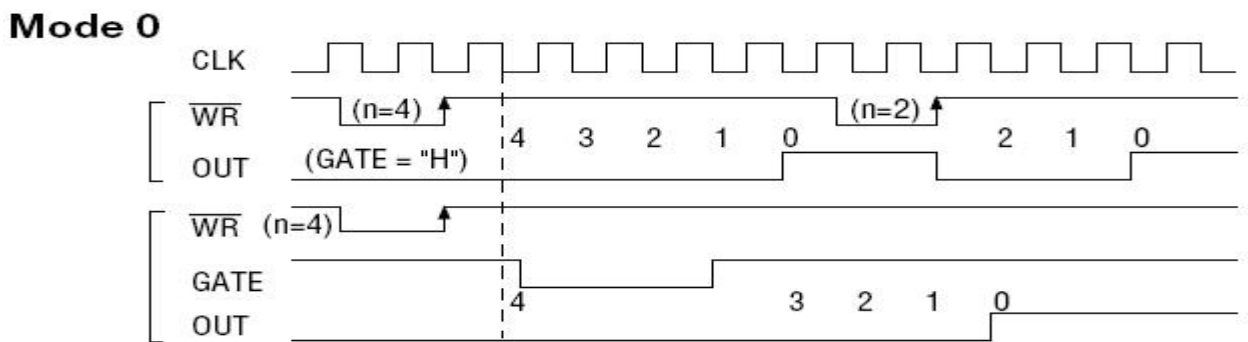 Mode 0
CLK
WR (n=4) (n=2)
4 3 2 1 0 2 1 0
OUT (GATE = "H")
WR (n=4)
GATE
4 3 2 1 0
OUT